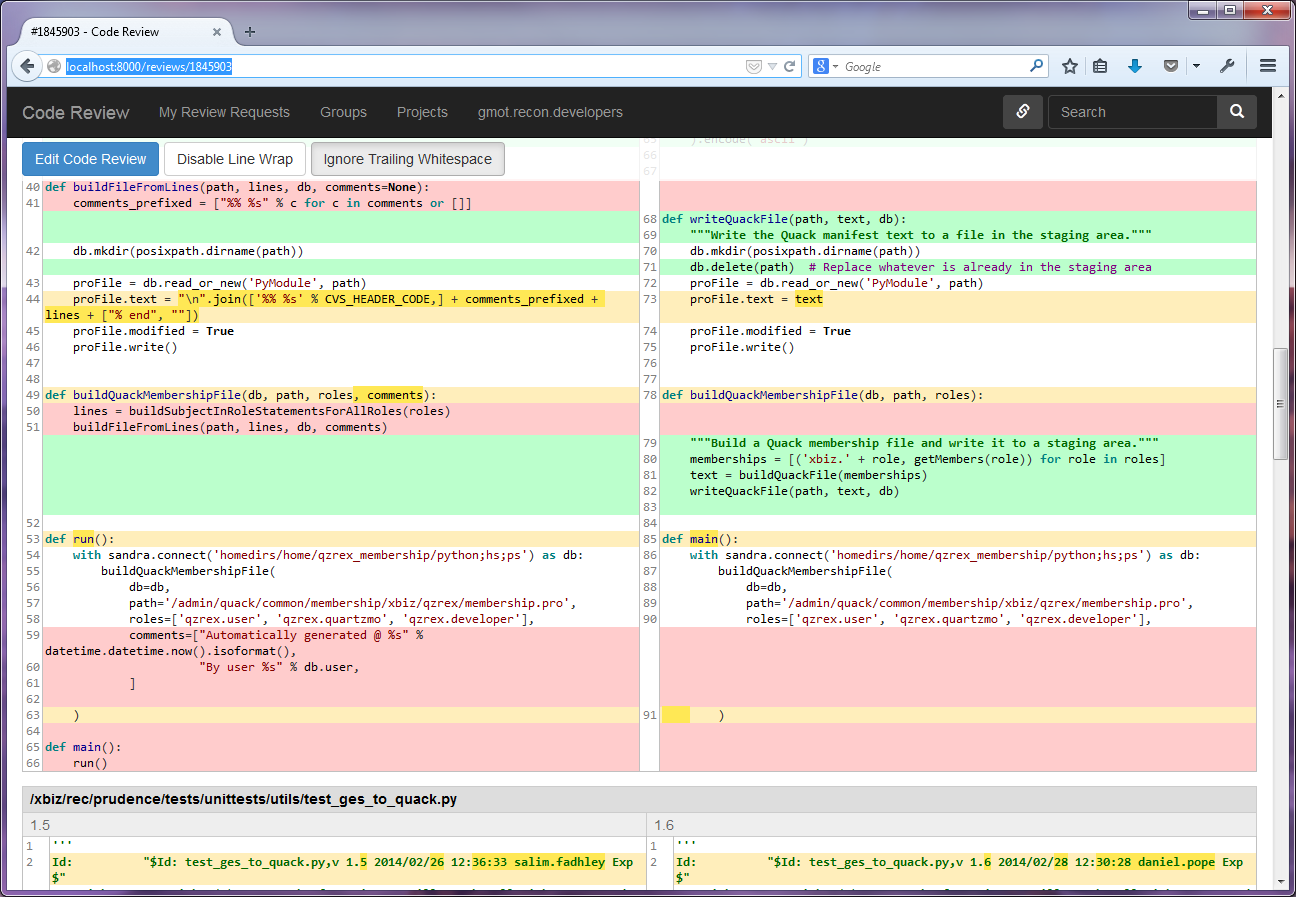 #1845903 - Code Review
localhost:8000/reviews/1845903
Google
Code Review My Review Requests Groups Projects gmot.recon.developers Search
Edit Code Review Disable Line Wrap Ignore Trailing Whitespace
65 ).encode('ascii')
66
67
40 def buildFileFromLines(path, lines, db, comments=None):
41 comments_prefixed = ["%% %s" % c for c in comments or []]
68 def writeQuackFile(path, text, db):
69 """Write the Quack manifest text to a file in the staging area."""
42 db.mkdir(posixpath.dirname(path)) 70 db.mkdir(posixpath.dirname(path))
71 db.delete(path)  # Replace whatever is already in the staging area
43 proFile = db.read_or_new('PyModule', path) 72 proFile = db.read_or_new('PyModule', path)
44 proFile.text = "\n".join(['%% %s' % CVS_HEADER_CODE,] + comments_prefixed + 73 proFile.text = text
lines + ["% end", ""])
45 proFile.modified = True 74 proFile.modified = True
46 proFile.write() 75 proFile.write()
47 76
48 77
49 def buildQuackMembershipFile(db, path, roles, comments): 78 def buildQuackMembershipFile(db, path, roles):
50 lines = buildSubjectInRoleStatementsForAllRoles(roles)
51 buildFileFromLines(path, lines, db, comments)
79 """Build a Quack membership file and write it to a staging area."""
80 memberships = [('xbiz.' + role, getMembers(role)) for role in roles]
81 text = buildQuackFile(memberships)
82 writeQuackFile(path, text, db)
83
52 84
53 def run(): 85 def main():
54 with sandra.connect('homedirs/home/qzrex_membership/python;hs;ps') as db: 86 with sandra.connect('homedirs/home/qzrex_membership/python;hs;ps') as db:
55 buildQuackMembershipFile( 87 buildQuackMembershipFile(
56 db=db, 88 db=db,
57 path='/admin/quack/common/membership/xbiz/qzrex/membership.pro', 89 path='/admin/quack/common/membership/xbiz/qzrex/membership.pro',
58 roles=['qzrex.user', 'qzrex.quartzmo', 'qzrex.developer'], 90 roles=['qzrex.user', 'qzrex.quartzmo', 'qzrex.developer'],
59 comments=["Automatically generated @ %s" %
datetime.datetime.now().isoformat(),
60 "By user %s" % db.user,
61 ]
62
63 ) 91 )
64
65 def main():
66 run()
/xbiz/rec/prudence/tests/unittests/utils/test_ges_to_quack.py
1.5 1.6
1 ''' 1 '''
2 Id: "$Id: test_ges_to_quack.py,v 1.5 2014/02/26 12:36:33 salim.fadhley Exp 2 Id: "$Id: test_ges_to_quack.py,v 1.6 2014/02/28 12:30:28 daniel.pope Exp
$" $"